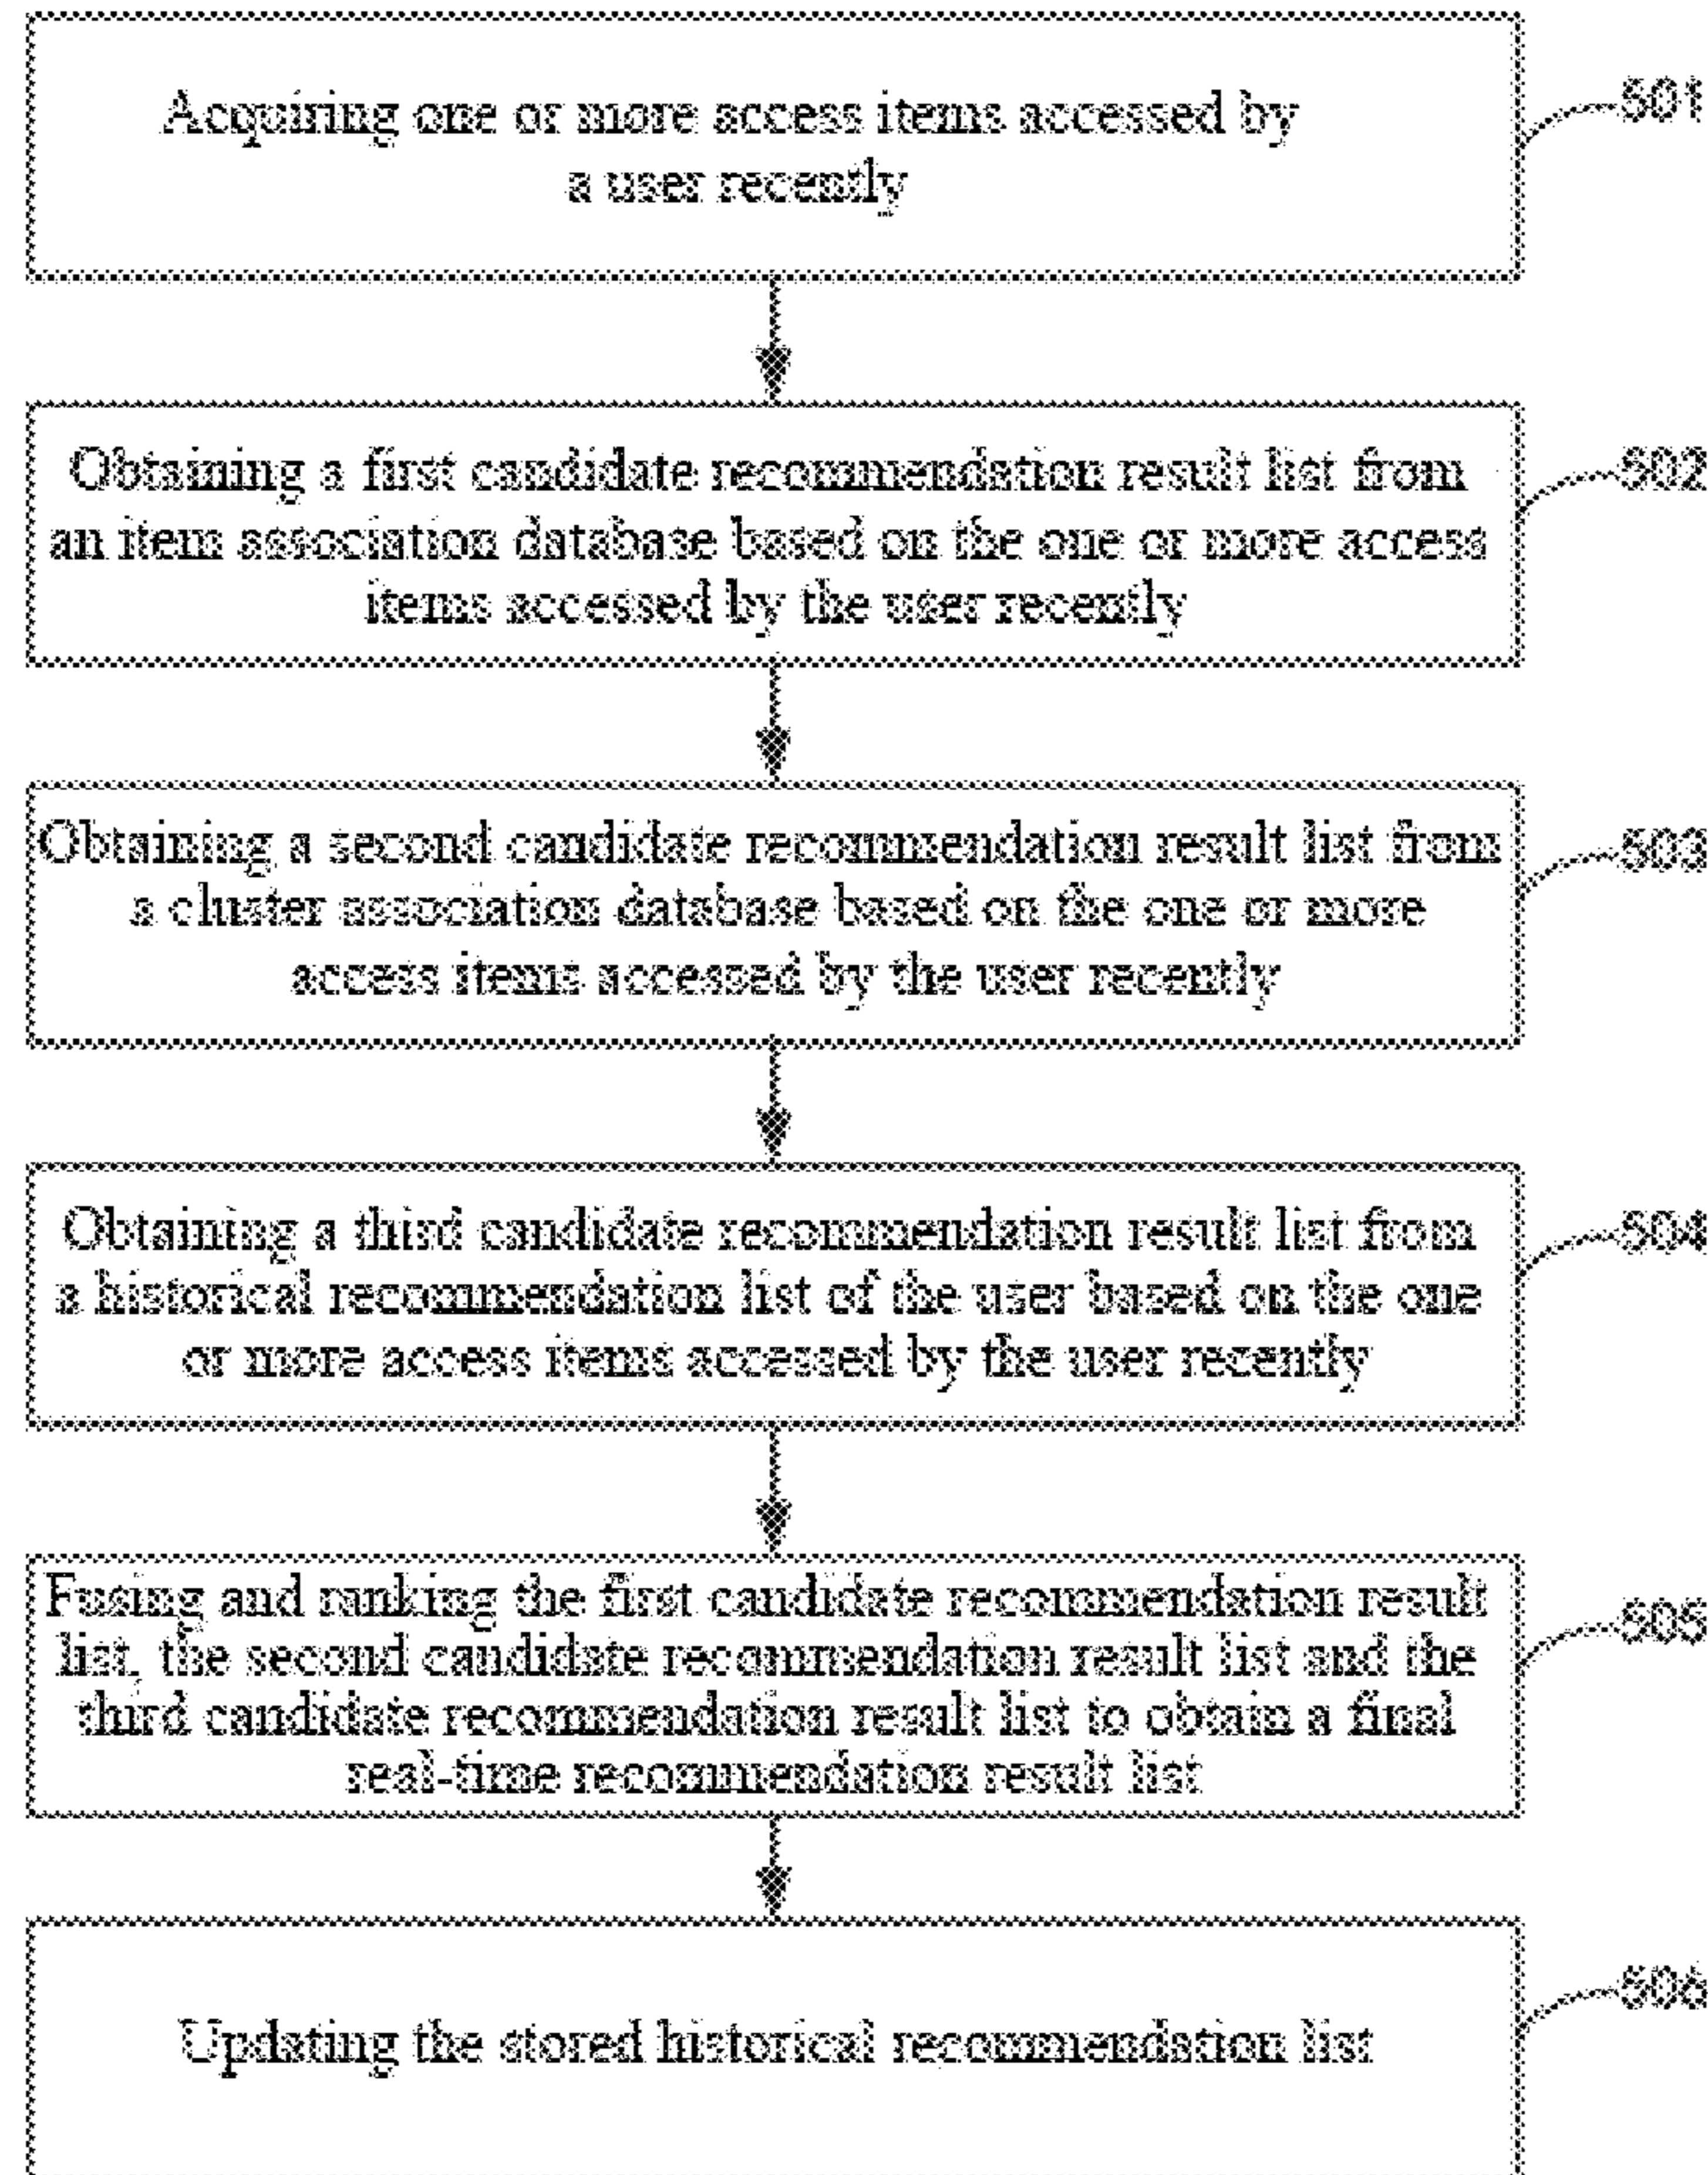 Acquiring one or more access items accessed by
a user recently
501
Obtaining a first candidate recommendation result list from
an item association database based on the one or more access
items accessed by the user recently
502
Obtaining a second candidate recommendation result list from
a cluster association database based on the one or more
access items accessed by the user recently
503
Obtaining a third candidate recommendation result list from
a historical recommendation list of the user based on the one
or more access items accessed by the user recently
504
Fusing and ranking the first candidate recommendation result
list, the second candidate recommendation result list and the
third candidate recommendation result list to obtain a final
real-time recommendation result list
505
Updating the stored historical recommendation list
506